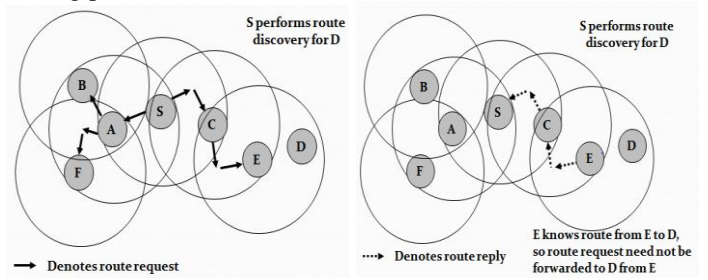 S performs route
discovery for D
B
S
A
C
D
E
F
Denotes route request
S performs route
discovery for D
B
S
A
C
D
E
F
Denotes route reply
E knows route from E to D,
so route request need not be
forwarded to D from E